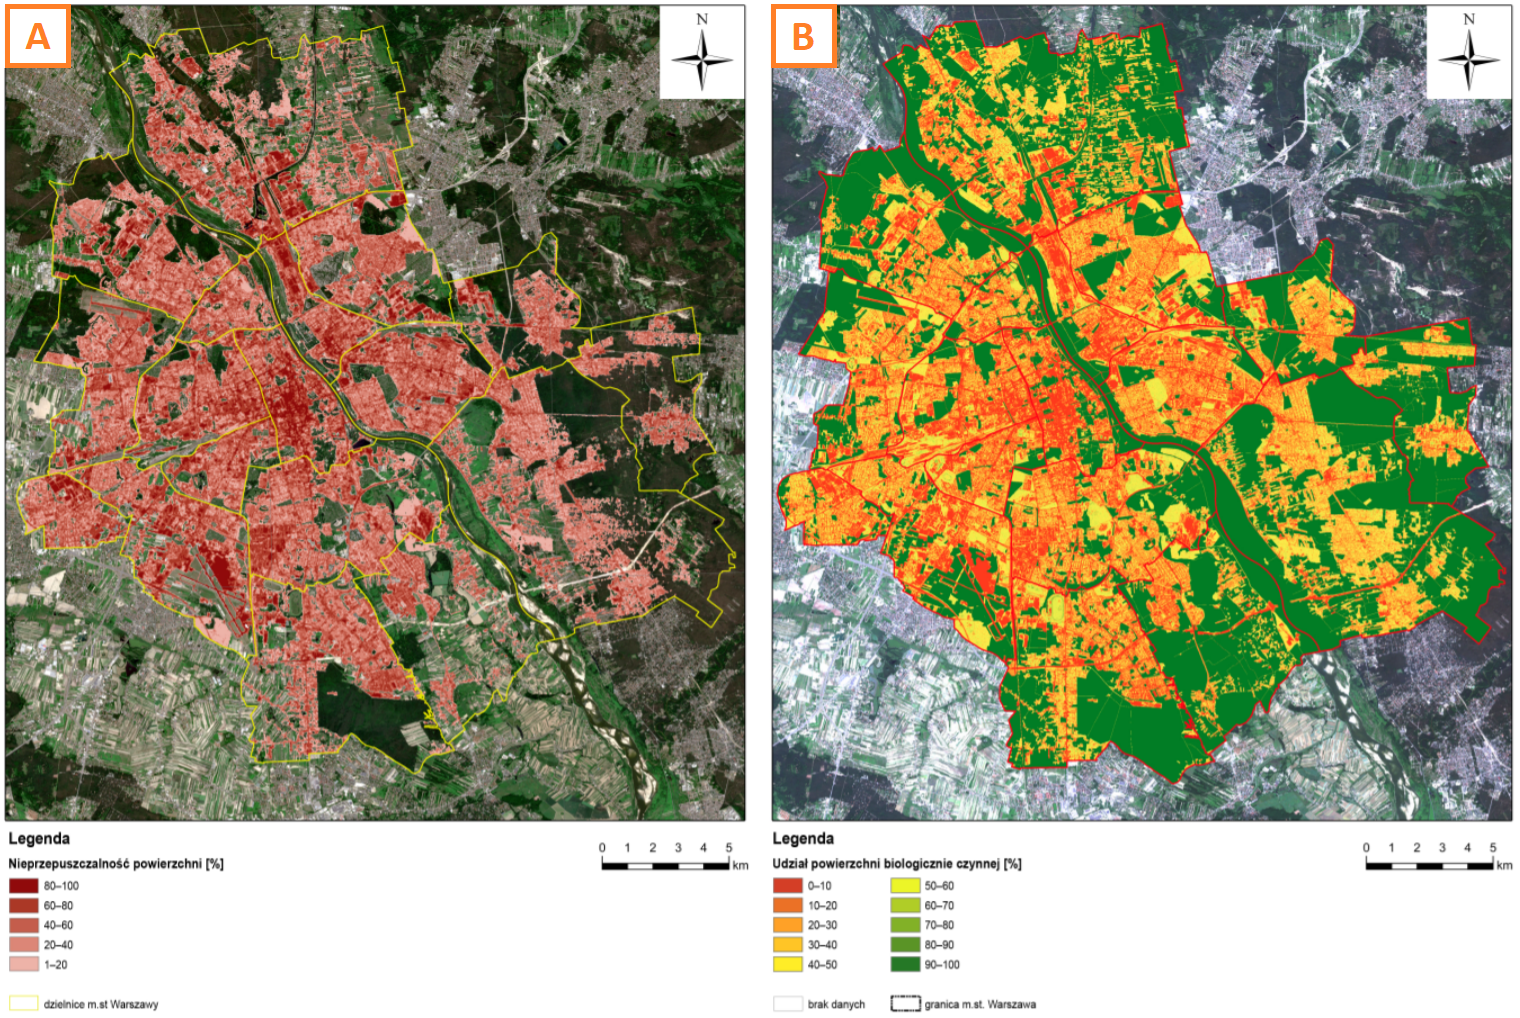 A
N
B
N
Legenda
Nieprzepuszczalność powierzchni [%]
80–100
60–80
40–60
20–40
1–20
dzielnice m.st Warszawy
0 1 2 3 4 5
km
Legenda
Udział powierzchni biologicznie czynnej [%]
0–10
10–20
20–30
30–40
40–50
50–60
60–70
70–80
80–90
90–100
brak danych
granica m.st. Warszawa
0 1 2 3 4 5
km